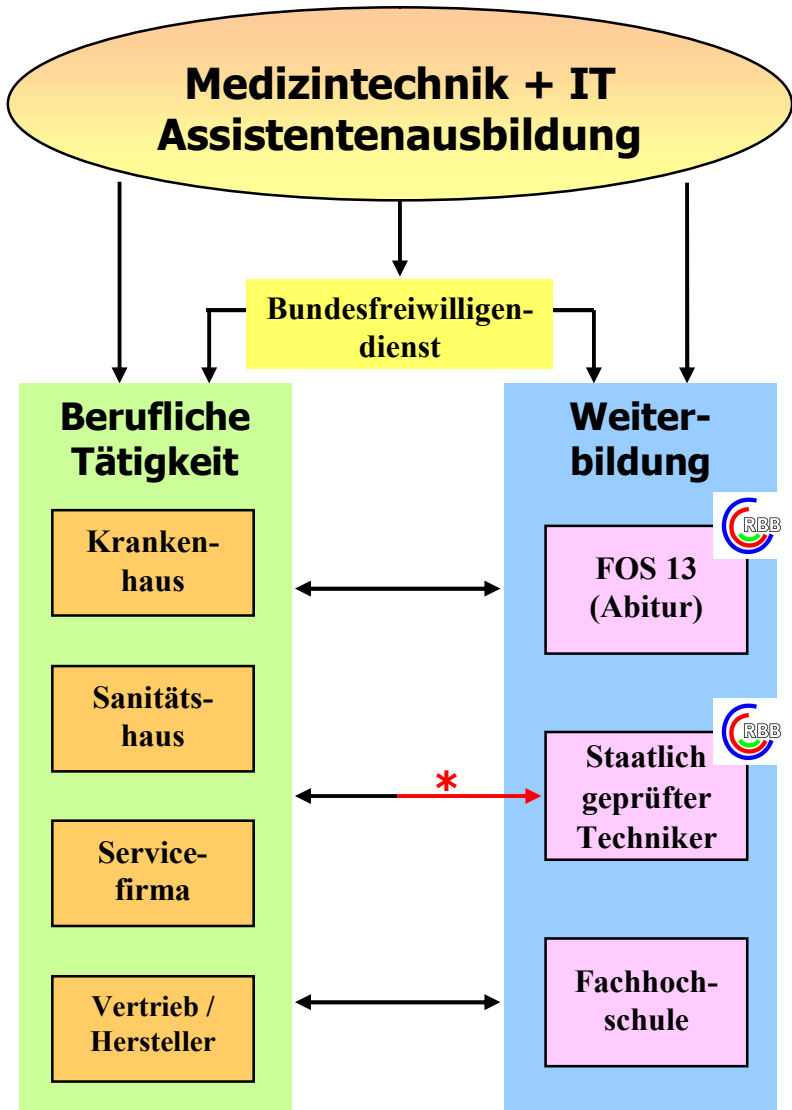 Medizintechnik + IT
Assistentenausbildung
Bundesfreiwilligen-
dienst
Berufliche
Tätigkeit
Kranken-
haus
Sanitäts-
haus
Service-
firma
Vertrieb /
Hersteller
*
Weiter-
bildung
RBB
FOS 13
(Abitur)
RBB
Staatlich
geprüfter
Techniker
Fachhoch-
schule